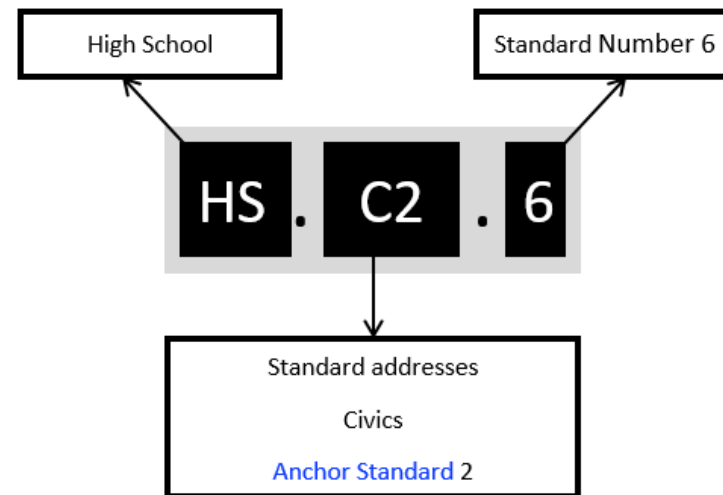 High School
Standard Number 6
HS . C2 . 6
Standard addresses
Civics
Anchor Standard 2